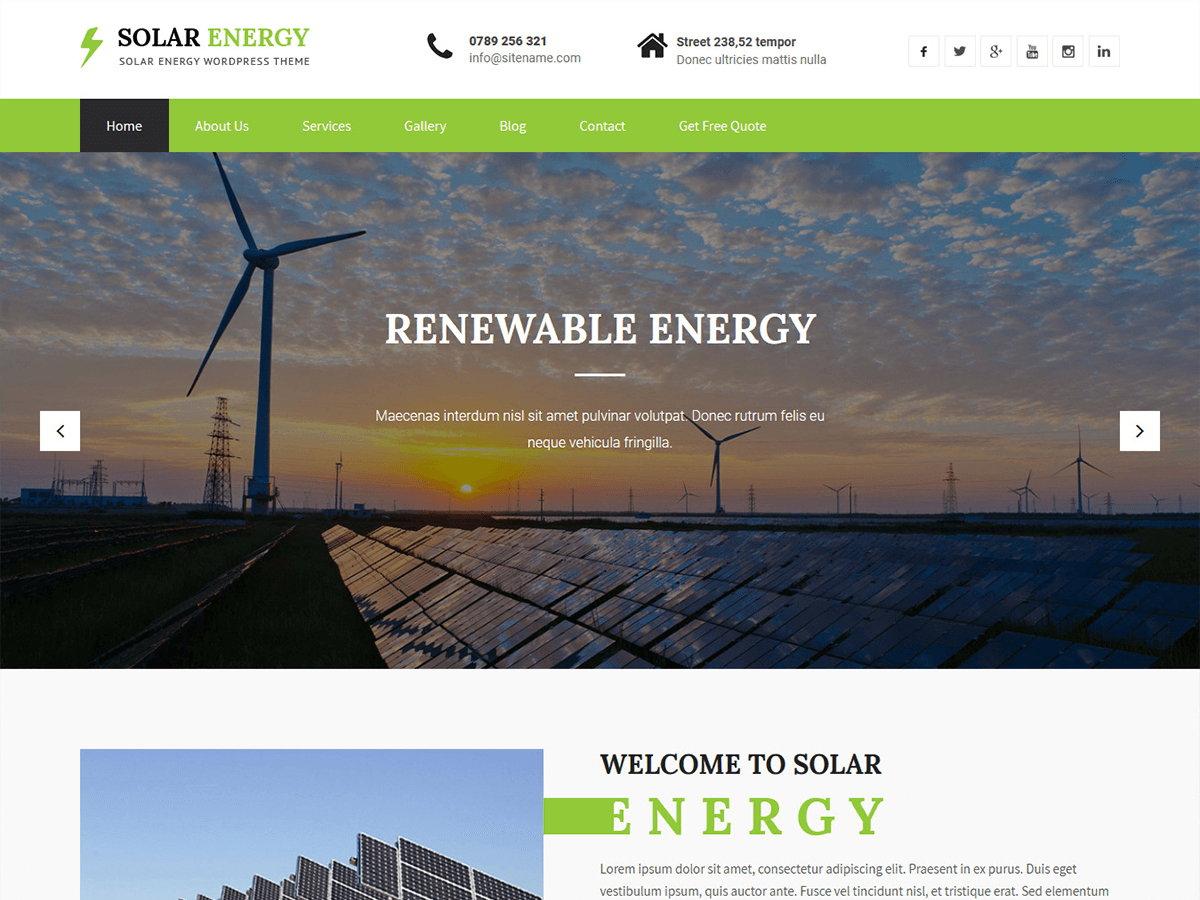 SOLAR ENERGY
SOLAR ENERGY WORDPRESS THEME
0789 256 321
info@sitename.com
Street 238,52 tempor
Donec ultricies mattis nulla
f g+ You Tube in
Home About Us Services Gallery Blog Contact Get Free Quote
RENEWABLE ENERGY
Maecenas interdum nisl sit amet pulvinar volutpat. Donec rutrum felis eu
neque vehicula fringilla.
WELCOME TO SOLAR
ENERGY
Lorem ipsum dolor sit amet, consectetur adipiscing elit. Praesent in ex purus. Duis eget
vestibulum ipsum, quis auctor ante. Fusce vel tincidunt nisl, et tristique erat. Sed elementum